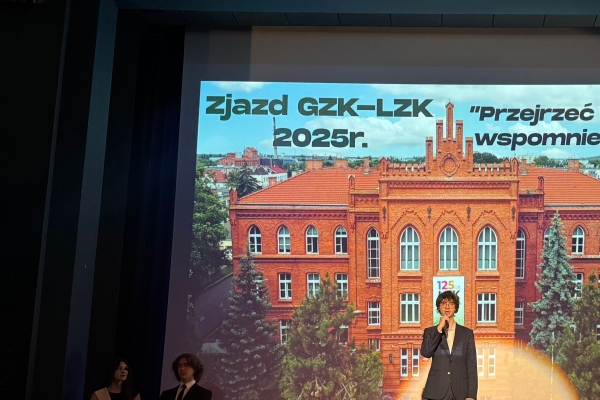 Zjazd GZK–LZK
2025r.
"Przejrzeć
wspomnie
125